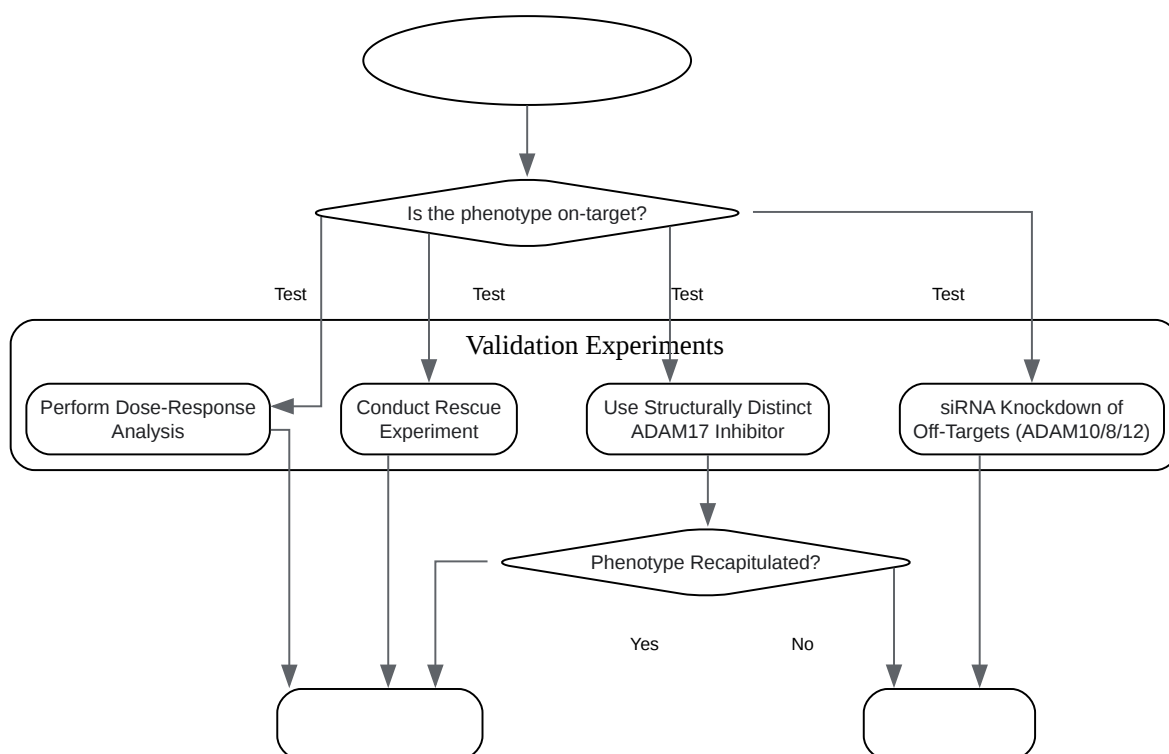 Is the phenotype on-target?
Test
Test
Test
Test
Validation Experiments
Perform Dose-Response
Analysis
Conduct Rescue
Experiment
Use Structurally Distinct
ADAM17 Inhibitor
siRNA Knockdown of
Off-Targets (ADAM10/8/12)
Phenotype Recapitulated?
Yes
No